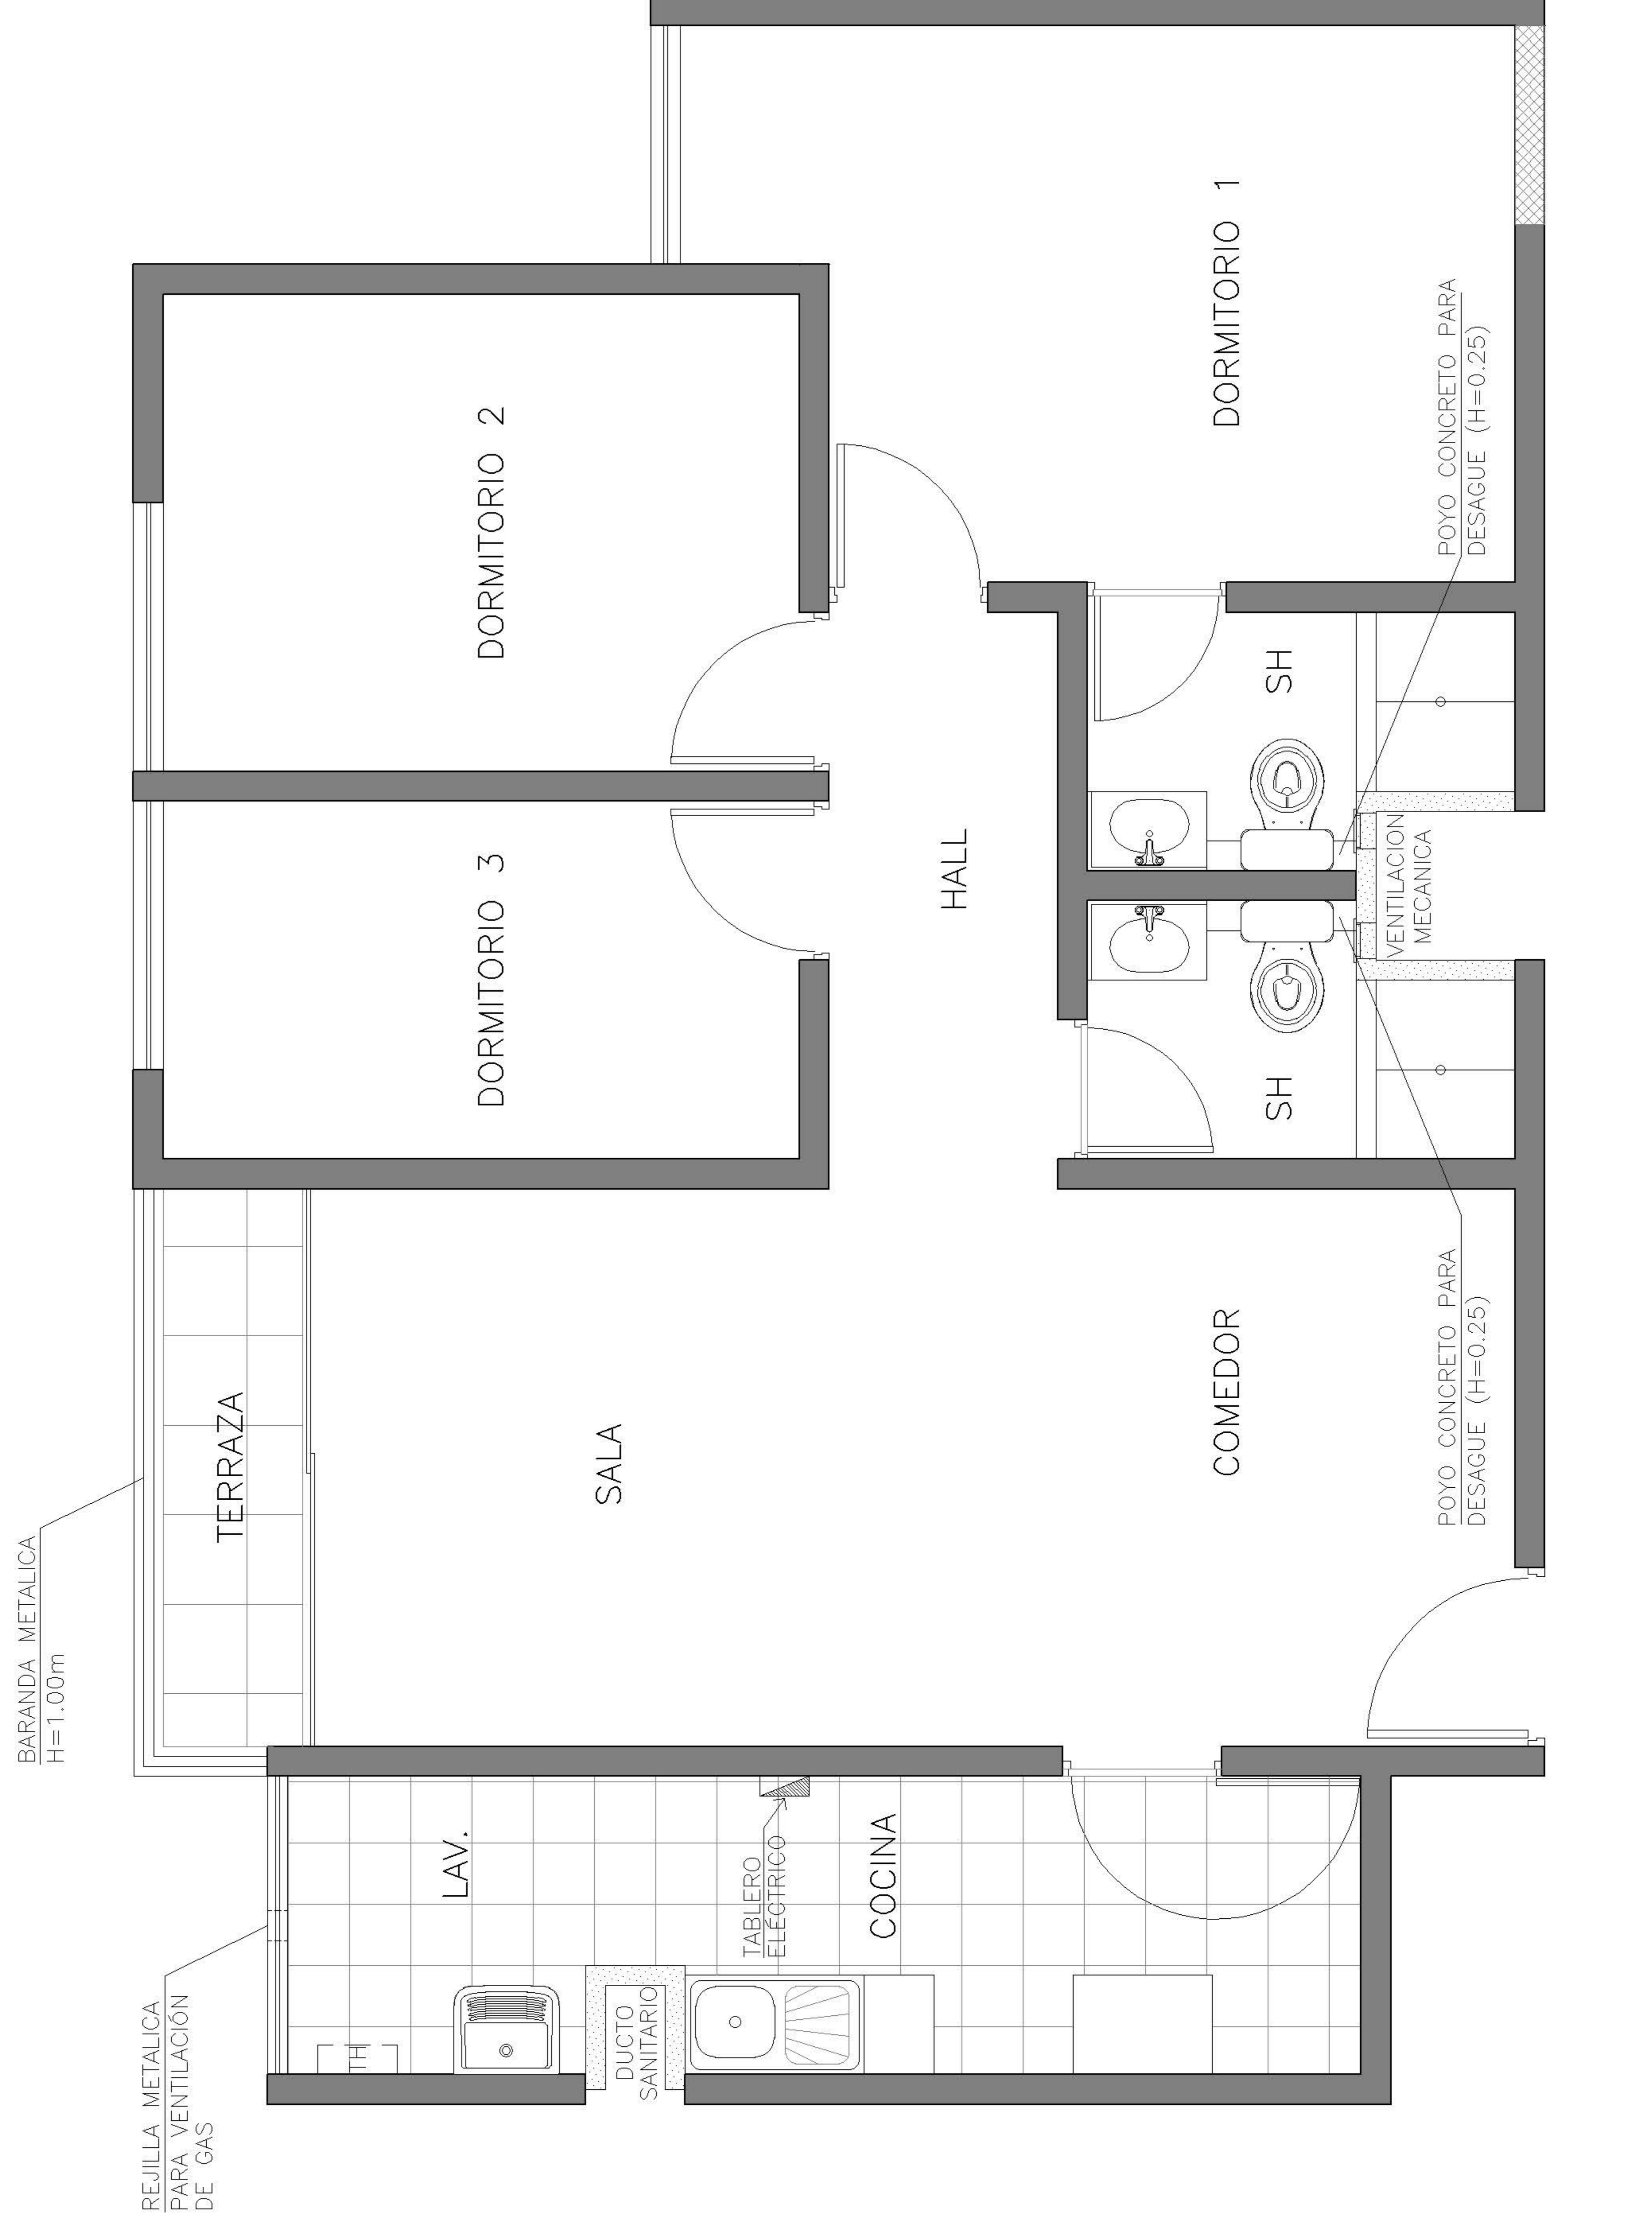 BARANDA METALICA
H=1.00m
REJILLA METALICA
PARA VENTILACIÓN
DE GAS
TERRAZA
LAV.
TH
DUCTO
SANITARIO
TABLERO
ELÉCTRICO
COCINA
SALA
COMEDOR
DORMITORIO 3
DORMITORIO 2
HALL
DORMITORIO 1
SH
SH
VENTILACION
MECANICA
POYO CONCRETO PARA
DESAGUE (H=0.25)
POYO CONCRETO PARA
DESAGUE (H=0.25)